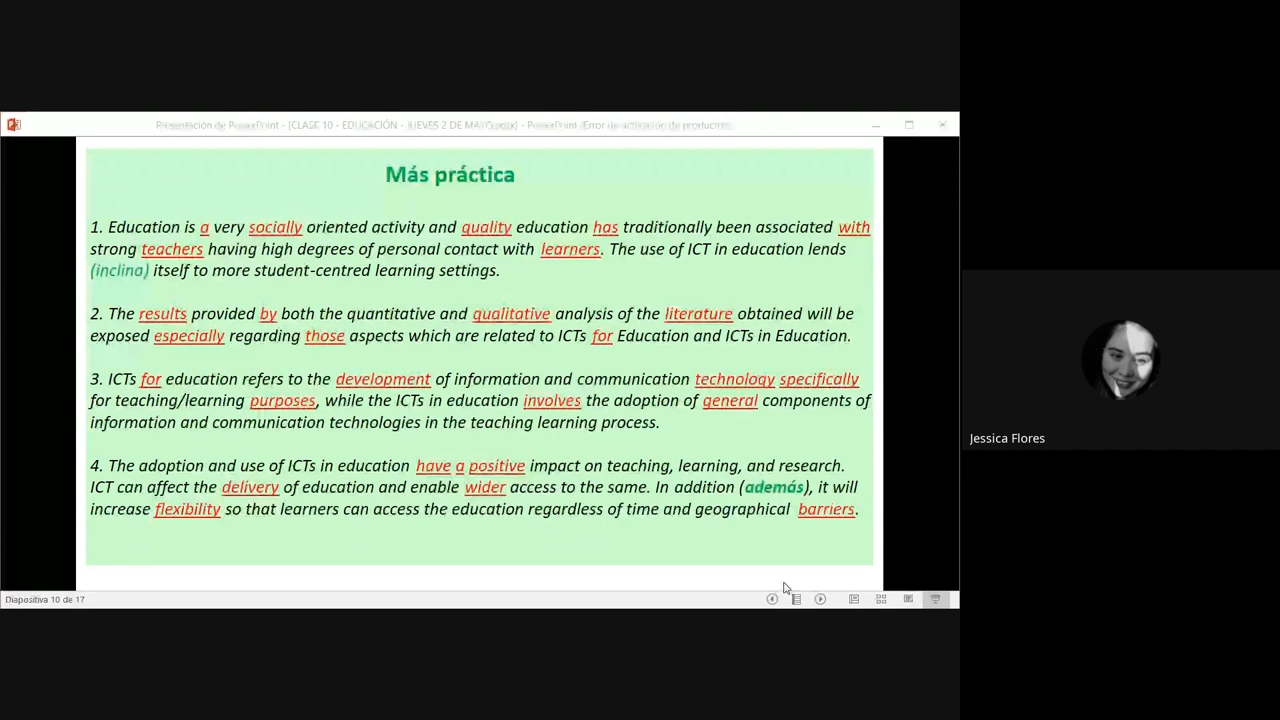 Presentación de PowerPoint - [CLASE 10 - EDUCACIÓN - JUEVES 2 DE MAYO.pptx] - PowerPoint (Error de activación de productos)
Más práctica
1. Education is a very socially oriented activity and quality education has traditionally been associated with
strong teachers having high degrees of personal contact with learners. The use of ICT in education lends
(inclina) itself to more student-centred learning settings.
2. The results provided by both the quantitative and qualitative analysis of the literature obtained will be
exposed especially regarding those aspects which are related to ICTs for Education and ICTs in Education.
3. ICTs for education refers to the development of information and communication technology specifically
for teaching/learning purposes, while the ICTs in education involves the adoption of general components of
information and communication technologies in the teaching learning process.
4. The adoption and use of ICTs in education have a positive impact on teaching, learning, and research.
ICT can affect the delivery of education and enable wider access to the same. In addition (además), it will
increase flexibility so that learners can access the education regardless of time and geographical barriers.
Diapositiva 10 de 17
Jessica Flores